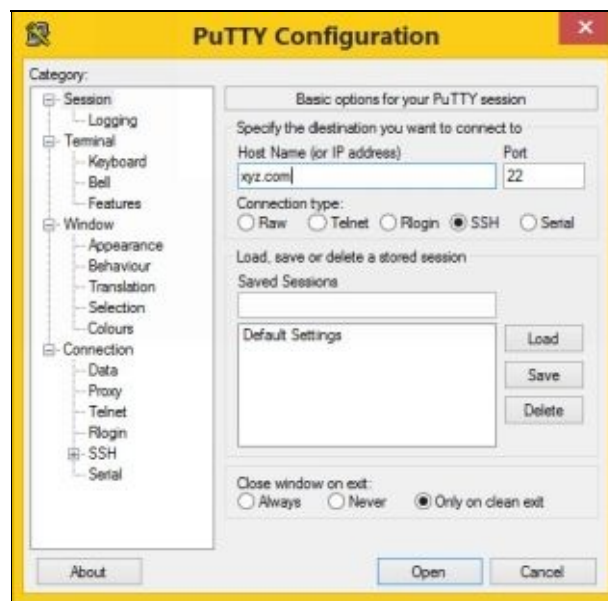 PuTTY Configuration
Category:
Session
Logging
Terminal
Keyboard
Bell
Features
Window
Appearance
Behaviour
Translation
Selection
Colours
Connection
Data
Proxy
Telnet
Rlogin
SSH
Serial
Basic options for your PuTTY session
Specify the destination you want to connect to
Host Name (or IP address) Port
xyz.com 22
Connection type:
Raw Telnet Rlogin SSH Serial
Load, save or delete a stored session
Saved Sessions
Default Settings
Load
Save
Delete
Close window on exit:
Always Never Only on clean exit
About Open Cancel